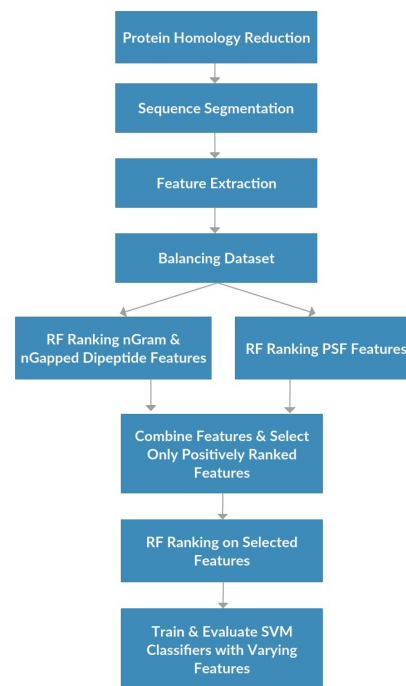 Protein Homology Reduction
Sequence Segmentation
Feature Extraction
Balancing Dataset
RF Ranking nGram &
nGapped Dipeptide Features
RF Ranking PSF Features
Combine Features & Select
Only Positively Ranked
Features
RF Ranking on Selected
Features
Train & Evaluate SVM
Classifiers with Varying
Features